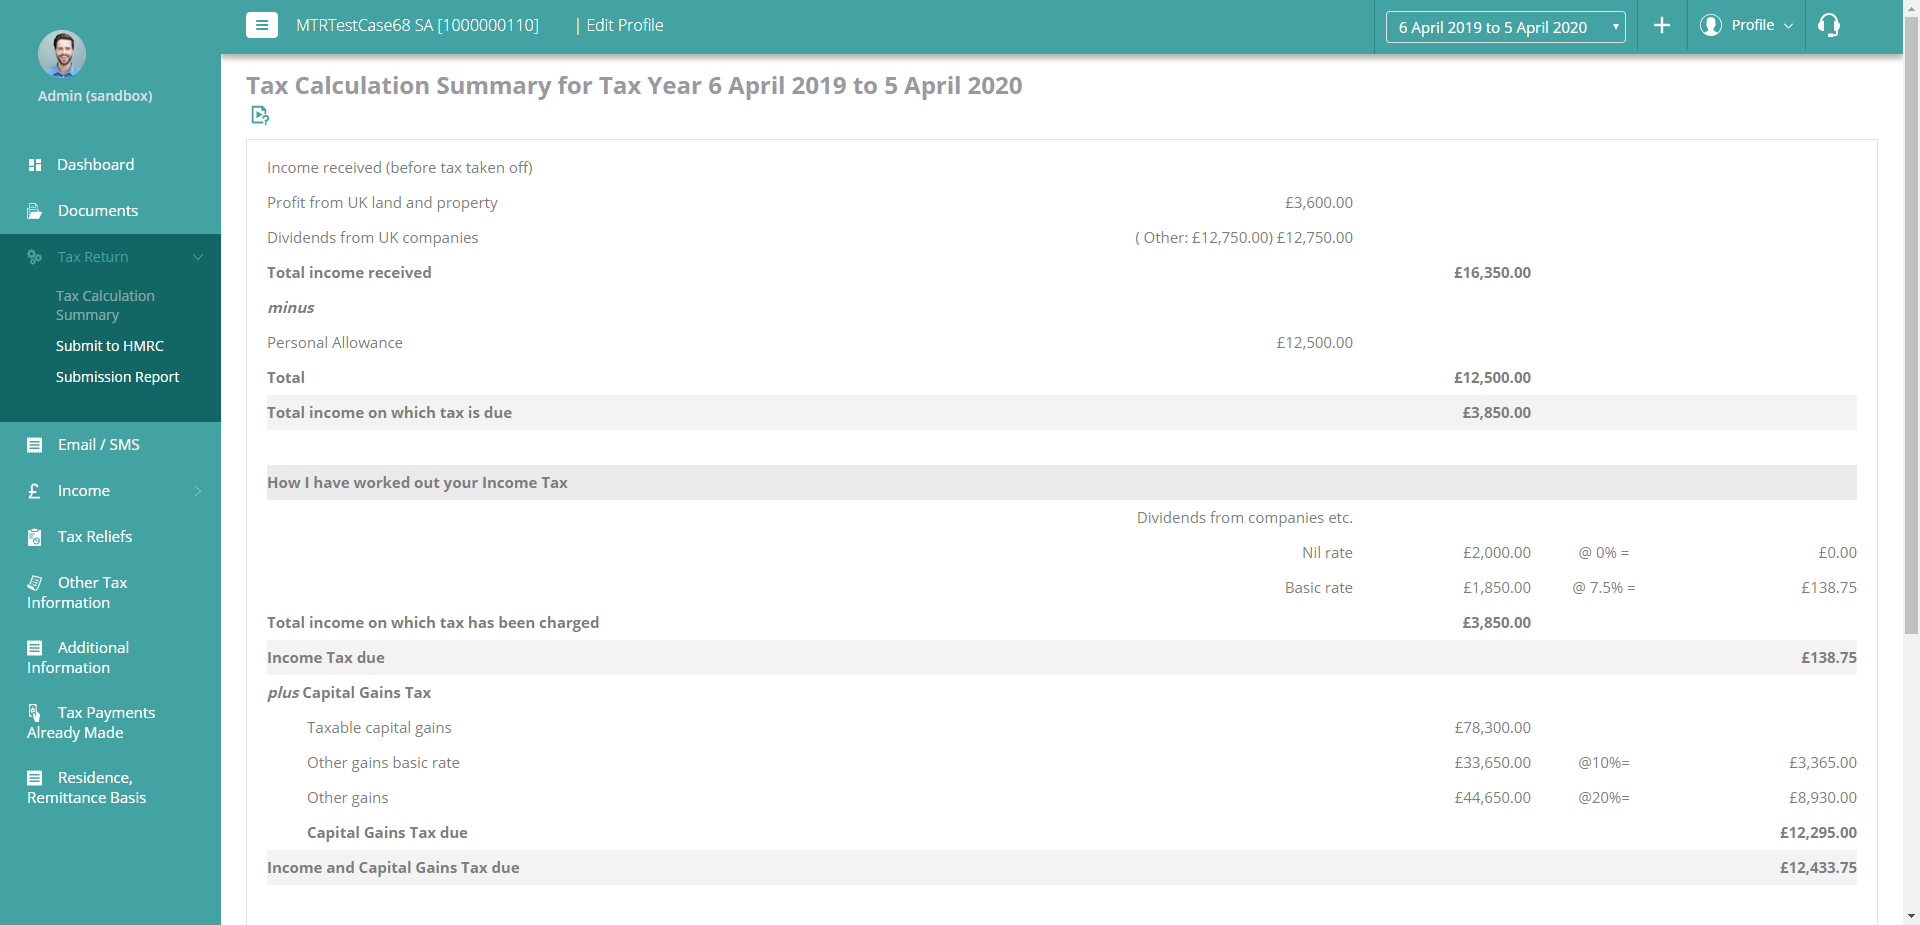 MTRTestCase68 SA [1000000110] | Edit Profile
6 April 2019 to 5 April 2020
Profile
Admin (sandbox)
Dashboard
Documents
Tax Return
Tax Calculation
Summary
Submit to HMRC
Submission Report
Email / SMS
Income
Tax Reliefs
Other Tax
Information
Additional
Information
Tax Payments
Already Made
Residence,
Remittance Basis
Tax Calculation Summary for Tax Year 6 April 2019 to 5 April 2020
Income received (before tax taken off)
Profit from UK land and property £3,600.00
Dividends from UK companies ( Other: £12,750.00) £12,750.00
Total income received £16,350.00
minus
Personal Allowance £12,500.00
Total £12,500.00
Total income on which tax is due £3,850.00
How I have worked out your Income Tax
Dividends from companies etc.
Nil rate £2,000.00 @ 0% = £0.00
Basic rate £1,850.00 @ 7.5% = £138.75
Total income on which tax has been charged £3,850.00
Income Tax due £138.75
plus Capital Gains Tax
Taxable capital gains £78,300.00
Other gains basic rate £33,650.00 @10%= £3,365.00
Other gains £44,650.00 @20%= £8,930.00
Capital Gains Tax due £12,295.00
Income and Capital Gains Tax due £12,433.75